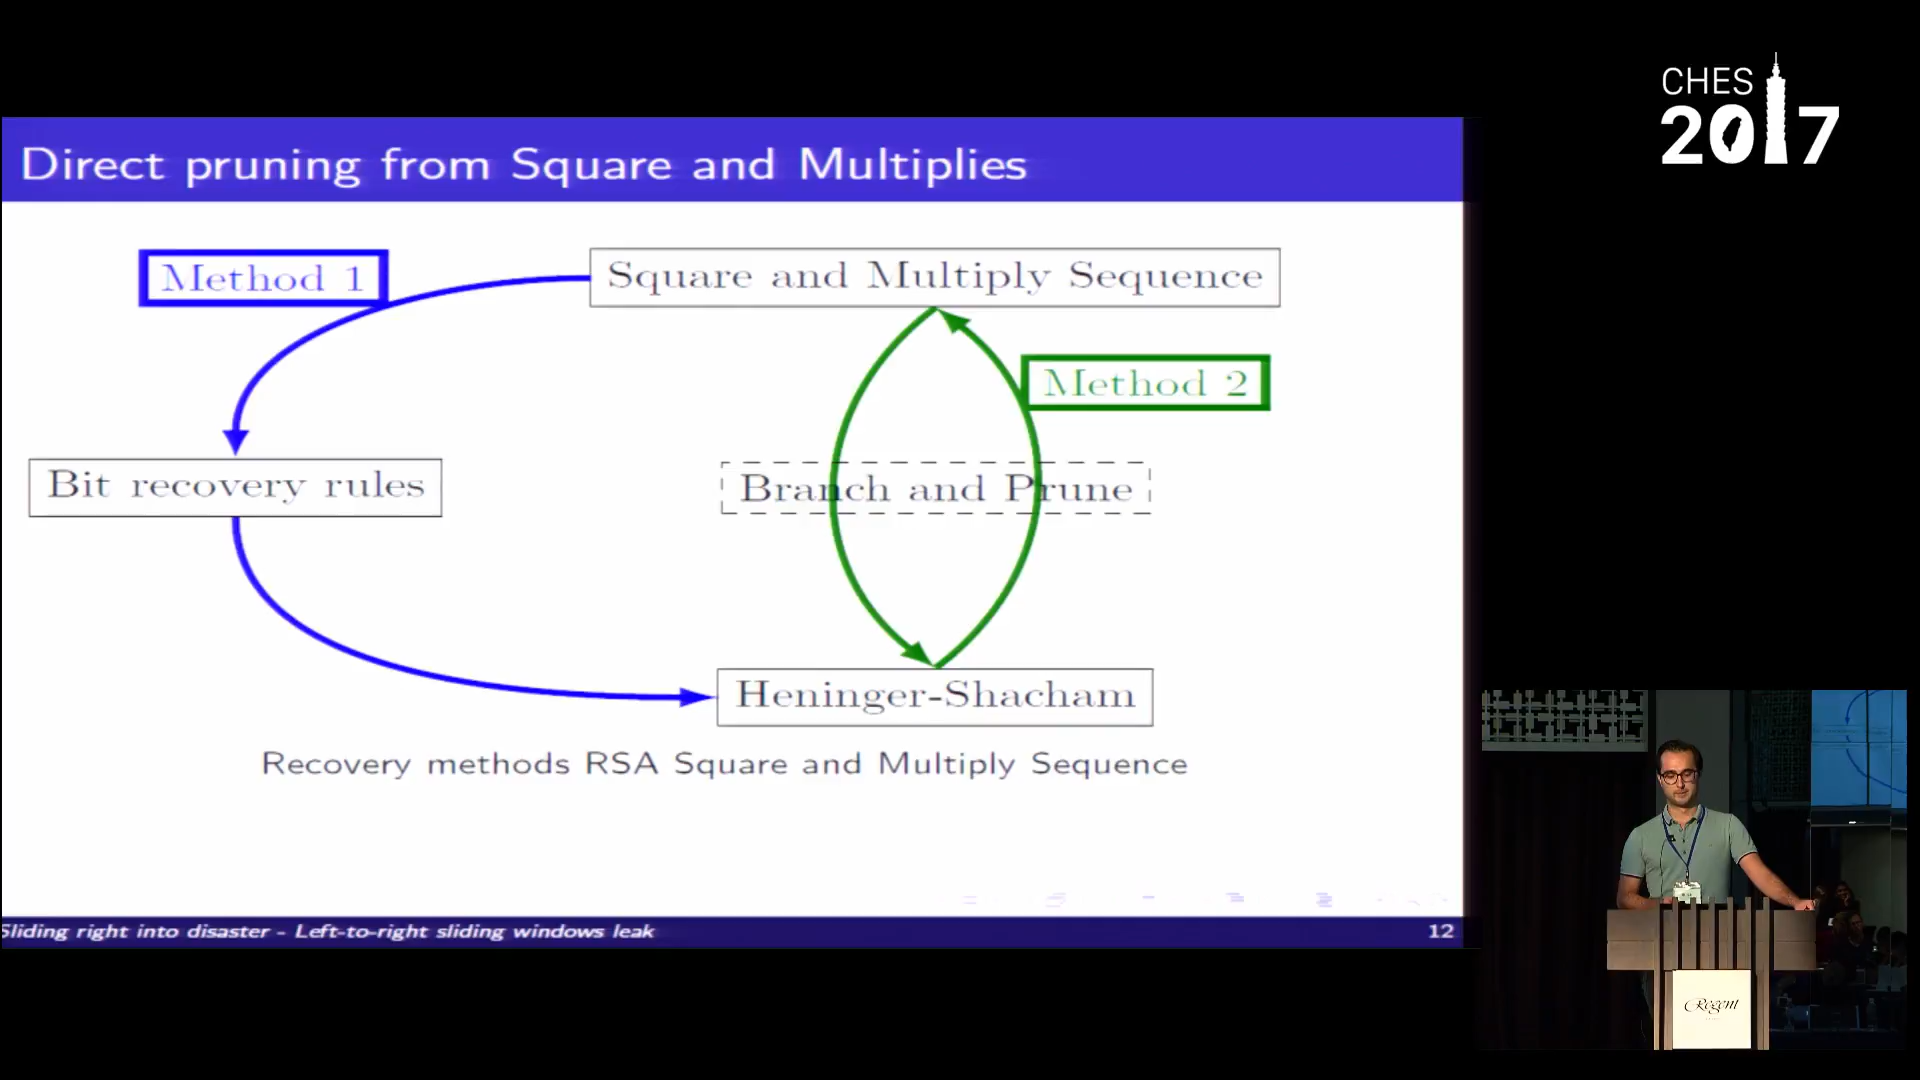 CHES
2017
Direct pruning from Square and Multiplies
Method 1
Square and Multiply Sequence
Method 2
Bit recovery rules
Branch and Prune
Heninger-Shacham
Recovery methods RSA Square and Multiply Sequence
Sliding right into disaster - Left-to-right sliding windows leak
12
Regent